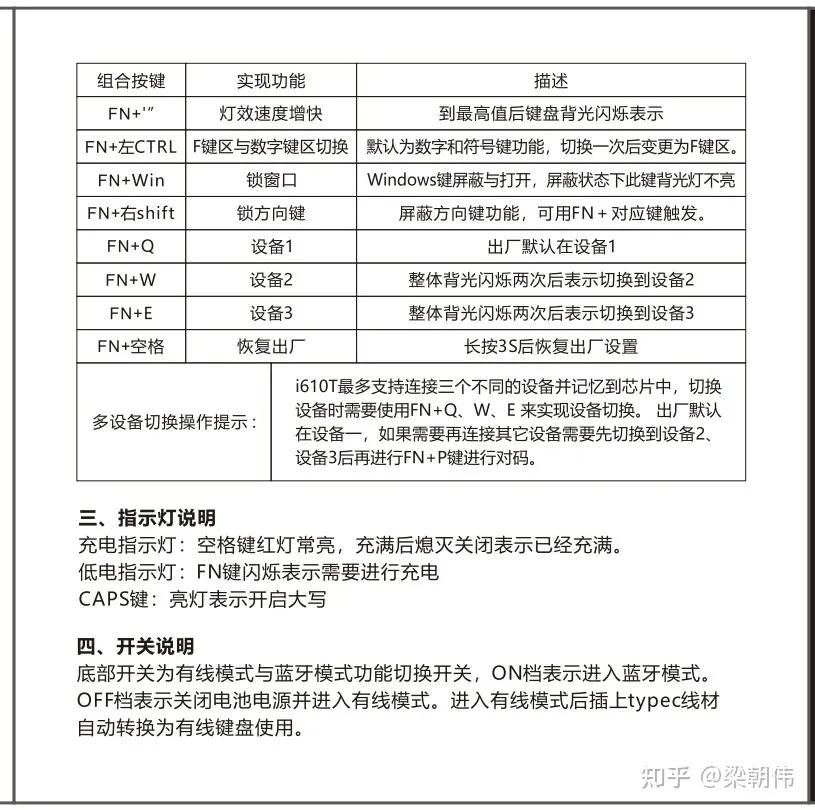 组合按键 实现功能 描述
FN+'” 灯效速度增快 到最高值后键盘背光闪烁表示
FN+左CTRL F键区与数字键区切换 默认为数字和符号键功能，切换一次后变更为F键区。
FN+Win 锁窗口 Windows键屏蔽与打开，屏蔽状态下此键背光灯不亮
FN+右shift 锁方向键 屏蔽方向键功能，可用FN＋对应键触发。
FN+Q 设备1 出厂默认在设备1
FN+W 设备2 整体背光闪烁两次后表示切换到设备2
FN+E 设备3 整体背光闪烁两次后表示切换到设备3
FN+空格 恢复出厂 长按3S后恢复出厂设置
多设备切换操作提示：
i610T最多支持连接三个不同的设备并记忆到芯片中，切换
设备时需要使用FN+Q、W、E 来实现设备切换。 出厂默认
在设备一，如果需要再连接其它设备需要先切换到设备2、
设备3后再进行FN+P键进行对码。
三、指示灯说明
充电指示灯：空格键红灯常亮，充满后熄灭关闭表示已经充满。
低电指示灯：FN键闪烁表示需要进行充电
CAPS键：亮灯表示开启大写
四、开关说明
底部开关为有线模式与蓝牙模式功能切换开关，ON档表示进入蓝牙模式。
OFF档表示关闭电池电源并进入有线模式。进入有线模式后插上typec线材
自动转换为有线键盘使用。
知乎 @梁朝伟